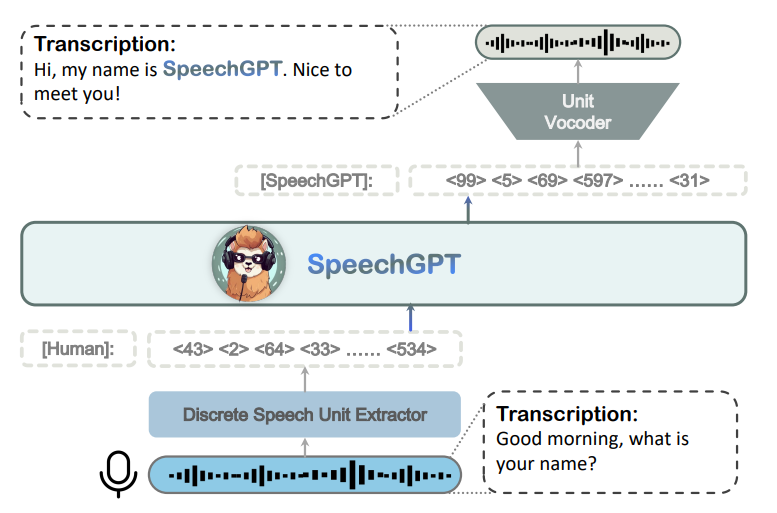 Transcription:
Hi, my name is SpeechGPT. Nice to
meet you!
Unit
Vocoder
[SpeechGPT]: <99> <5> <69> <597> ...... <31>
SpeechGPT
[Human]: <43> <2> <64> <33> ...... <534>
Discrete Speech Unit Extractor
Transcription:
Good morning, what is
your name?